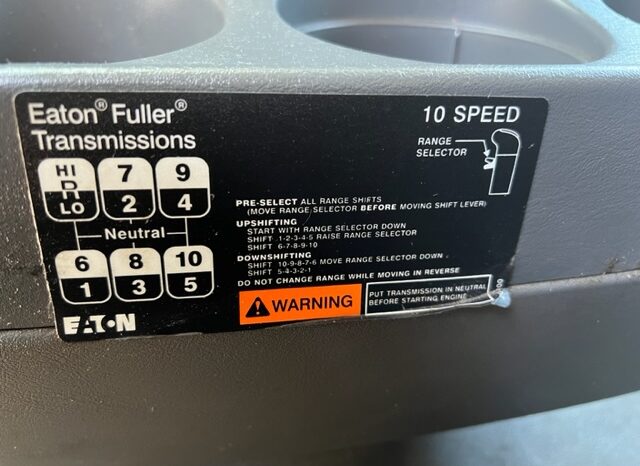 Eaton® Fuller®
Transmissions
10 SPEED
RANGE
SELECTOR
HI
R
LO
7
2
9
4
Neutral
6
1
8
3
10
5
PRE-SELECT ALL RANGE SHIFTS
(MOVE RANGE SELECTOR BEFORE MOVING SHIFT LEVER)
UPSHIFTING
START WITH RANGE SELECTOR DOWN
SHIFT 1-2-3-4-5 RAISE RANGE SELECTOR
SHIFT 6-7-8-9-10
DOWNSHIFTING
SHIFT 10-9-8-7-6 MOVE RANGE SELECTOR DOWN
SHIFT 5-4-3-2-1
DO NOT CHANGE RANGE WHILE MOVING IN REVERSE
WARNING
PUT TRANSMISSION IN NEUTRAL
BEFORE STARTING ENGINE
EATON